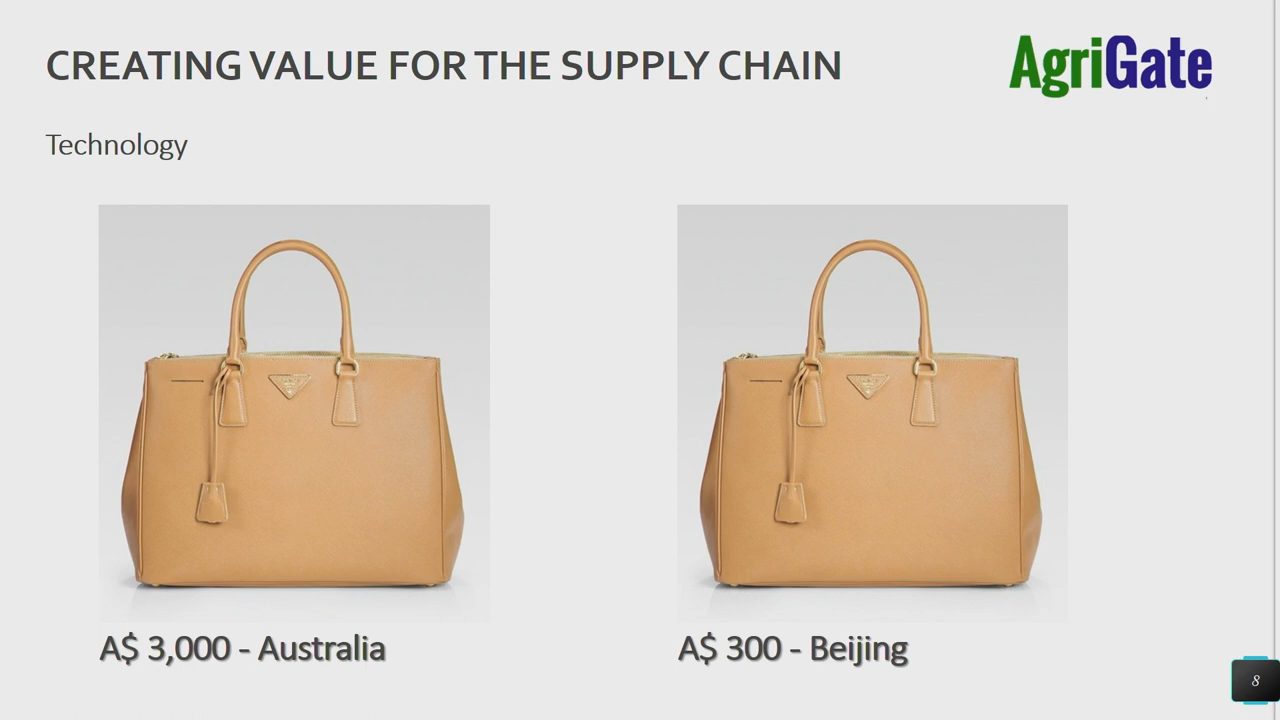 CREATING VALUE FOR THE SUPPLY CHAIN
AgriGate
Technology
A$ 3,000 - Australia
A$ 300 - Beijing
8